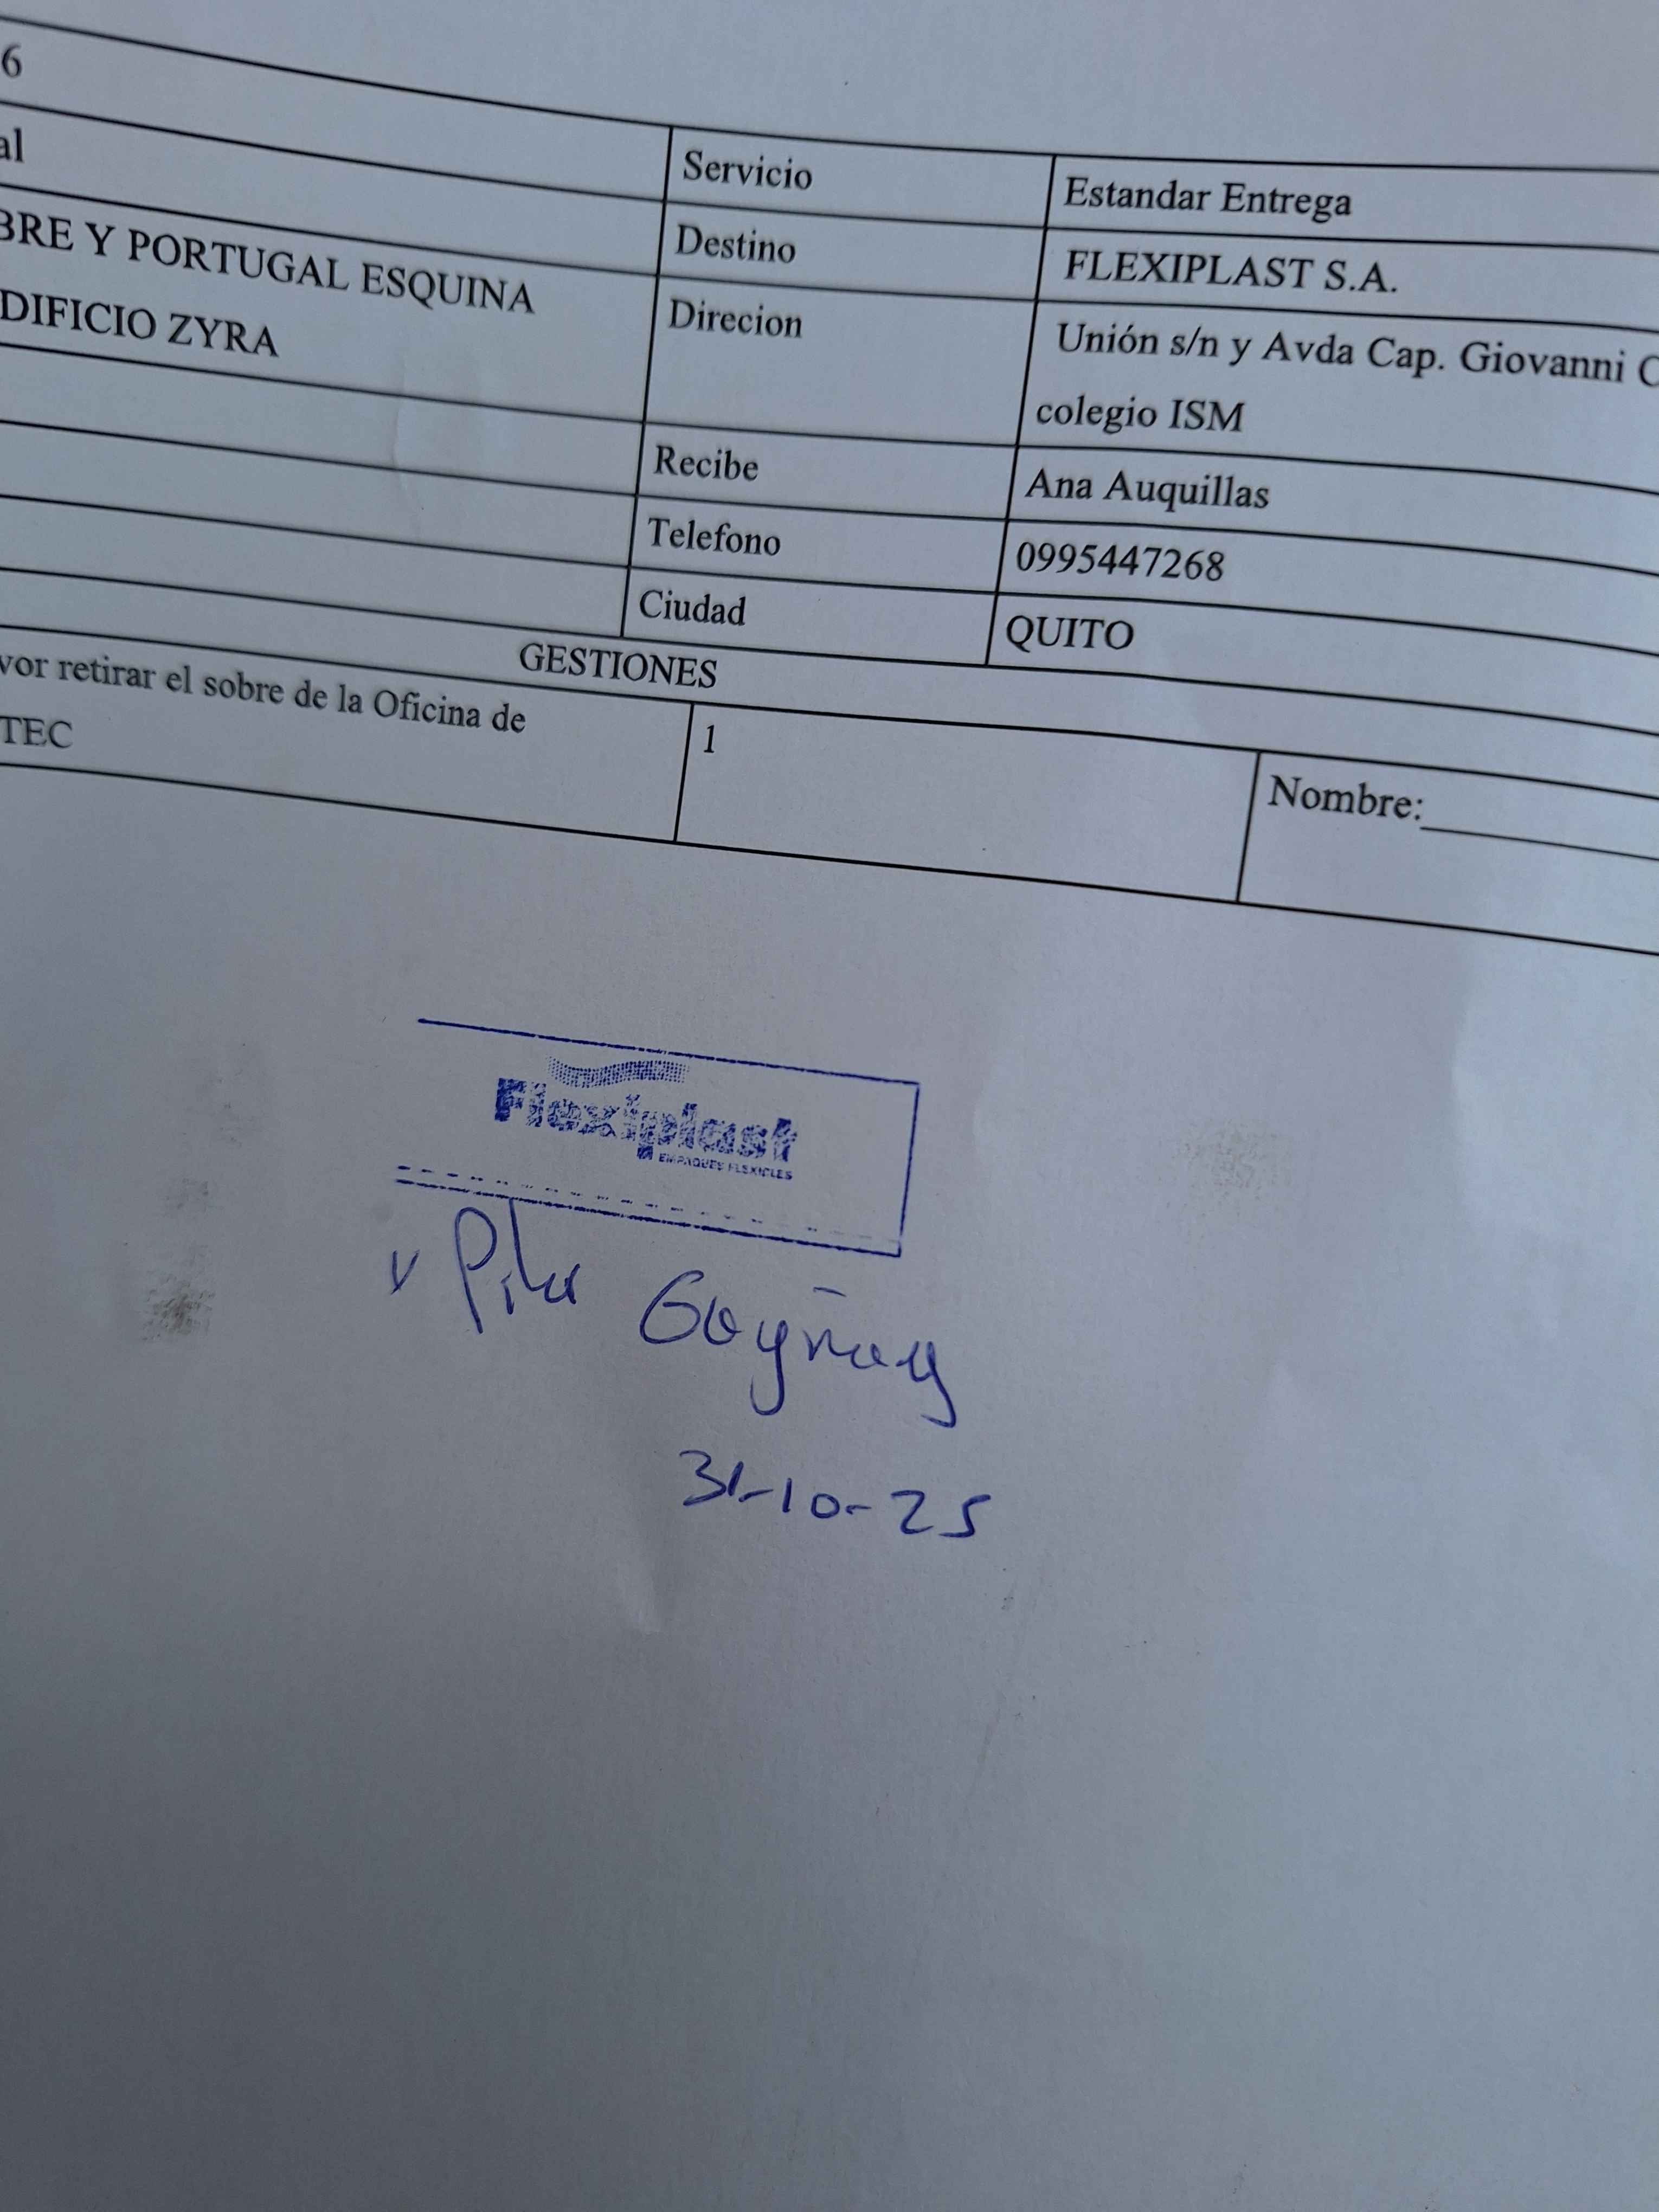 6
al
Servicio
Estandar Entrega
BRE Y PORTUGAL ESQUINA
DIFICIO ZYRA
Destino
FLEXIPLAST S.A.
Direcion
Unión s/n y Avda Cap. Giovanni C
colegio ISM
Recibe
Ana Auquillas
Telefono
0995447268
Ciudad
QUITO
GESTIONES
vor retirar el sobre de la Oficina de
TEC
1
Nombre:
Flexiplast
EMPAQUES FLEXIBLES
Pilar
31-10-25